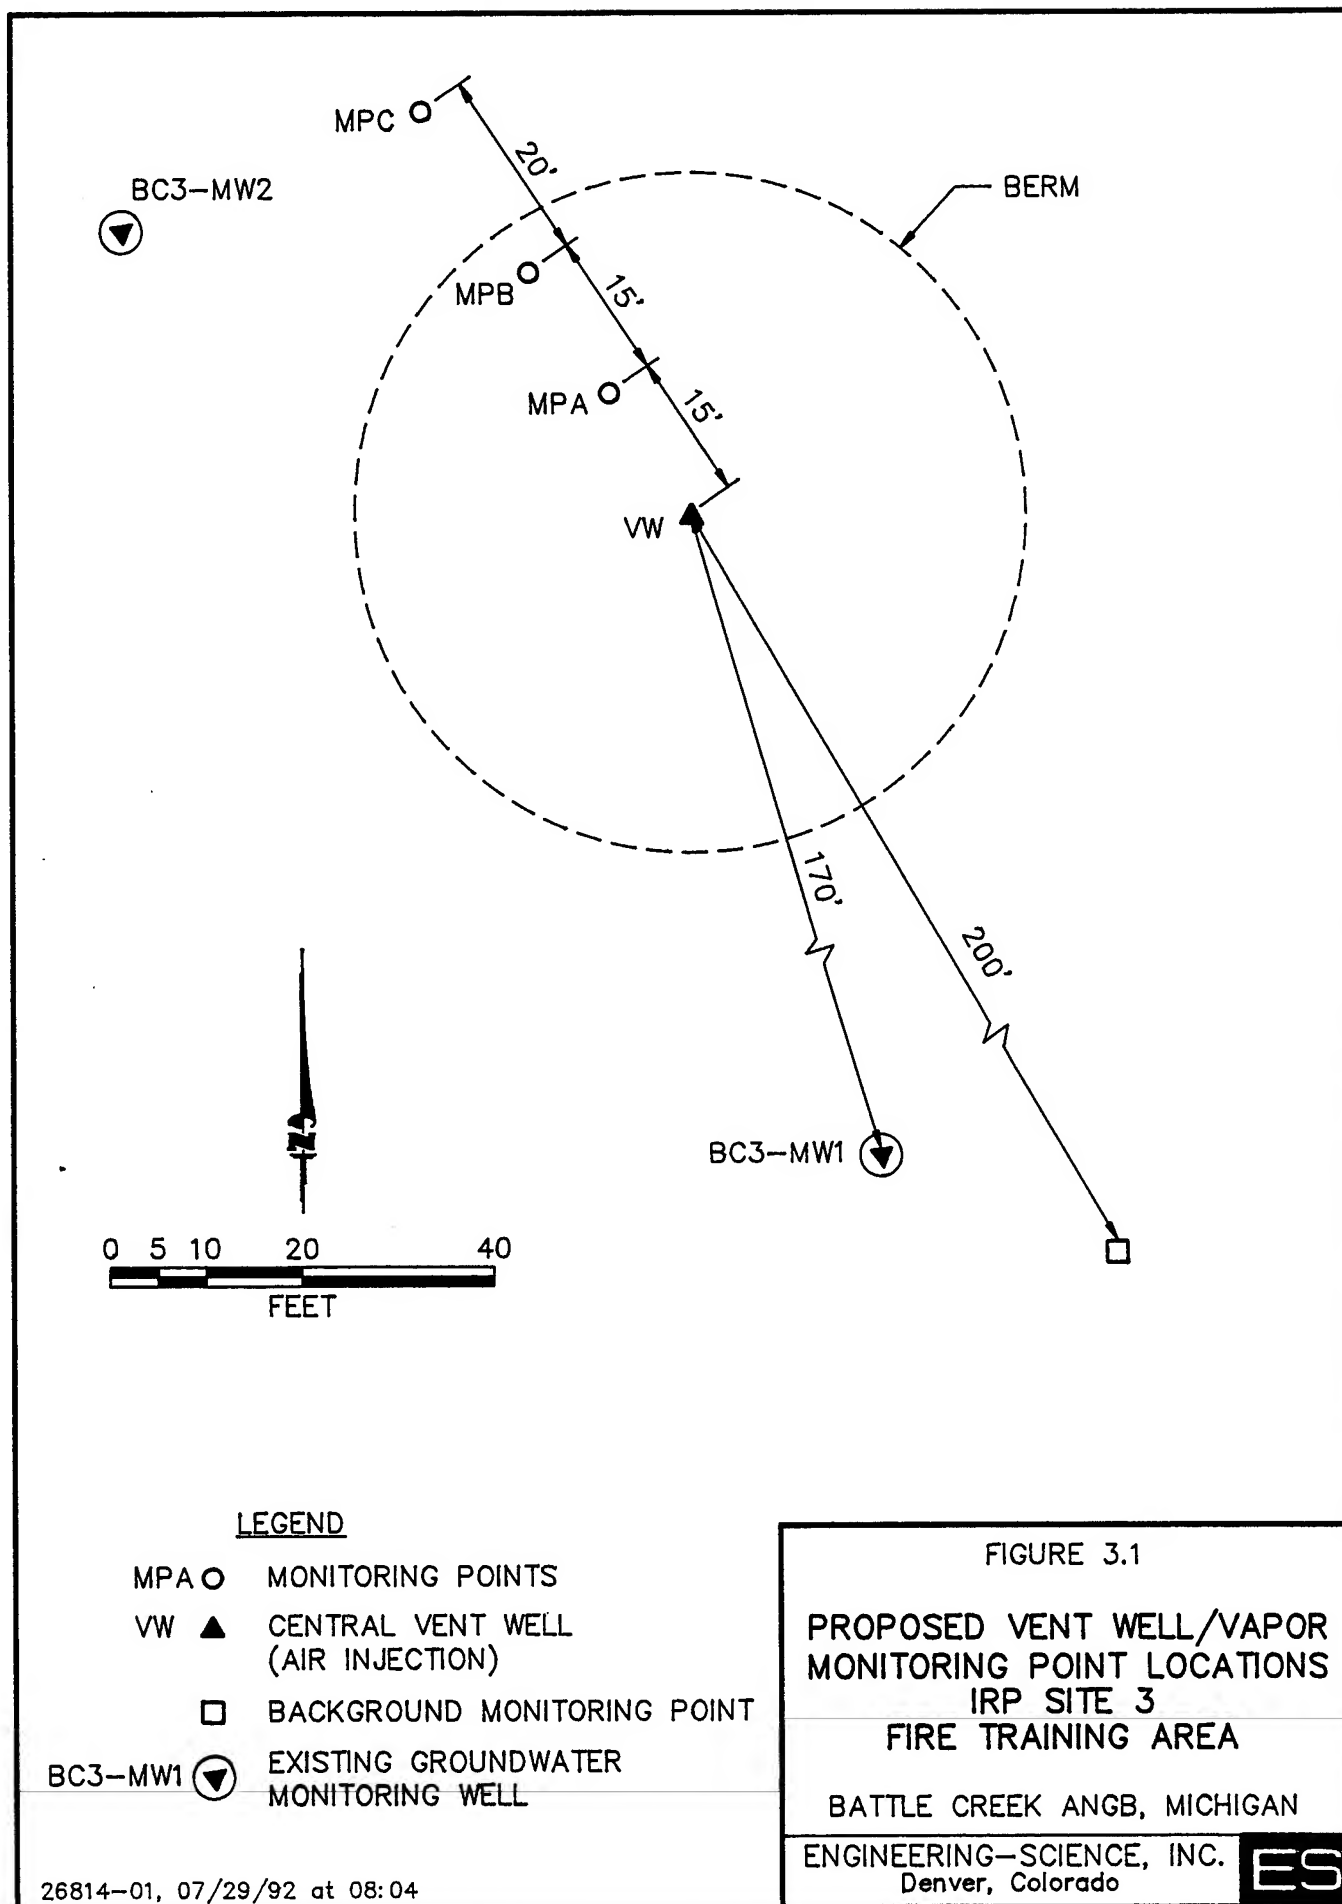 MPC
20'
BC3-MW2
BERM
MPB
15'
MPA
15'
VW
170'
200'
N
BC3-MW1
0 5 10 20 40
FEET
LEGEND
MPA MONITORING POINTS
VW CENTRAL VENT WELL
(AIR INJECTION)
BACKGROUND MONITORING POINT
BC3-MW1 EXISTING GROUNDWATER
MONITORING WELL
26814-01, 07/29/92 at 08:04
FIGURE 3.1
PROPOSED VENT WELL/VAPOR
MONITORING POINT LOCATIONS
IRP SITE 3
FIRE TRAINING AREA
BATTLE CREEK ANGB, MICHIGAN
ENGINEERING-SCIENCE, INC.
Denver, Colorado
ES